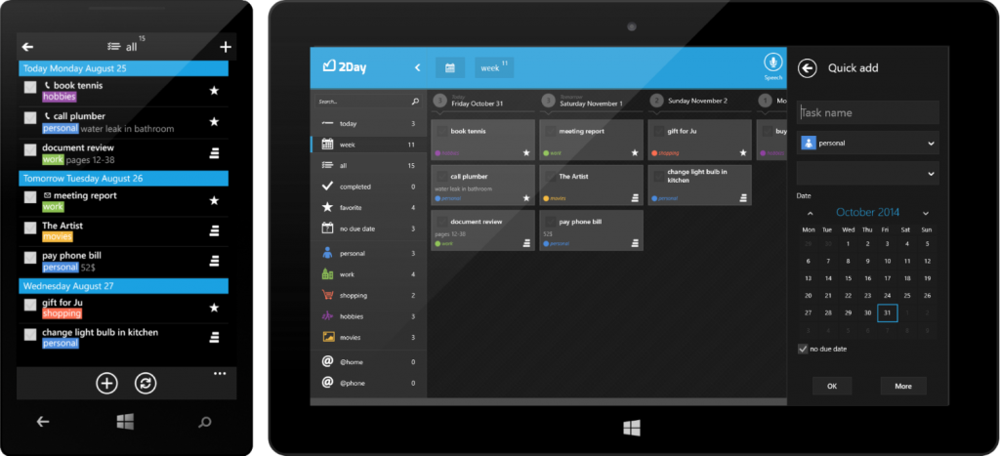 all 15
Today Monday August 25
book tennis
hobbies
call plumber
personal water leak in bathroom
document review
work pages 12-38
Tomorrow Tuesday August 26
meeting report
work
The Artist
movies
pay phone bill
personal 52$
Wednesday August 27
gift for Ju
shopping
change light bulb in kitchen
personal
2Day
week 11
Speech
Search...
today 3
week 11
all 15
completed 0
favorite 4
no due date 3
personal 3
work 4
shopping 2
hobbies 3
movies 3
@home 0
@phone 0
3 Today
Friday October 31
book tennis
hobbies
call plumber
water leak in bathroom
personal
document review
pages 12-38
work
3 Tomorrow
Saturday November 1
meeting report
work
The Artist
movies
pay phone bill
52$
personal
2 Sunday November 2
gift for Ju
shopping
change light bulb in
kitchen
personal
1 Mo
buy
Quick add
Task name
personal
Date
October 2014
Mon Tue Wed Thu Fri Sat Sun
29 30 1 2 3 4 5
6 7 8 9 10 11 12
13 14 15 16 17 18 19
20 21 22 23 24 25 26
27 28 29 30 31 1 2
3 4 5 6 7 8 9
no due date
OK More